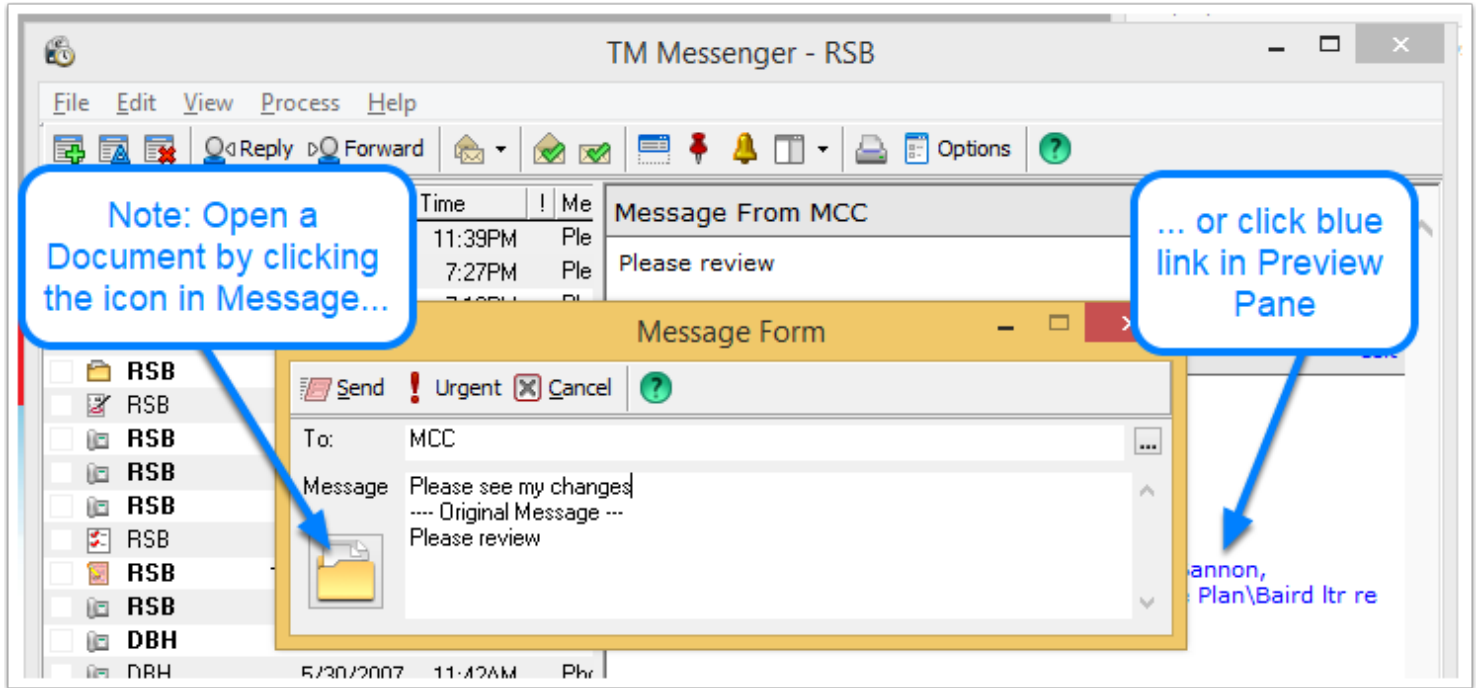 TM Messenger - RSB
File Edit View Process Help
Reply Forward Options ?
Note: Open a
Document by clicking
the icon in Message...
Time ! Me
11:39PM Ple
7:27PM Ple
Message From MCC
Please review
... or click blue
link in Preview
Pane
Message Form
Send ! Urgent Cancel ?
To: MCC ...
Message Please see my changes
---- Original Message ---
Please review
RSB
RSB
RSB
RSB
RSB
RSB
RSB
RSB
DBH
DBH 5/30/2007 11:42AM Pho
annon,
Plan\Baird ltr re